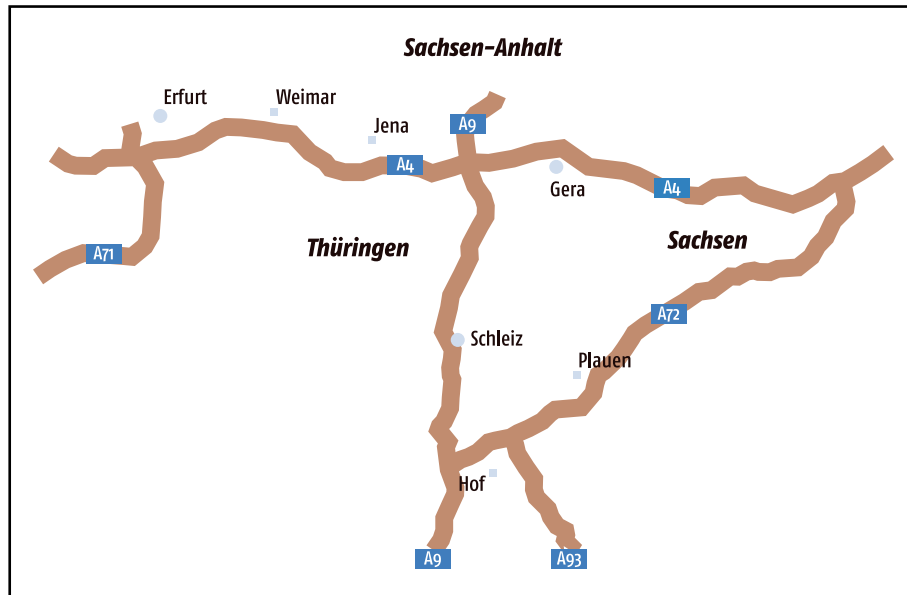 Sachsen-Anhalt
Erfurt
Weimar
Jena
A9
A4
Gera
A4
Thüringen
Sachsen
A71
A72
Schleiz
Plauen
Hof
A9
A93